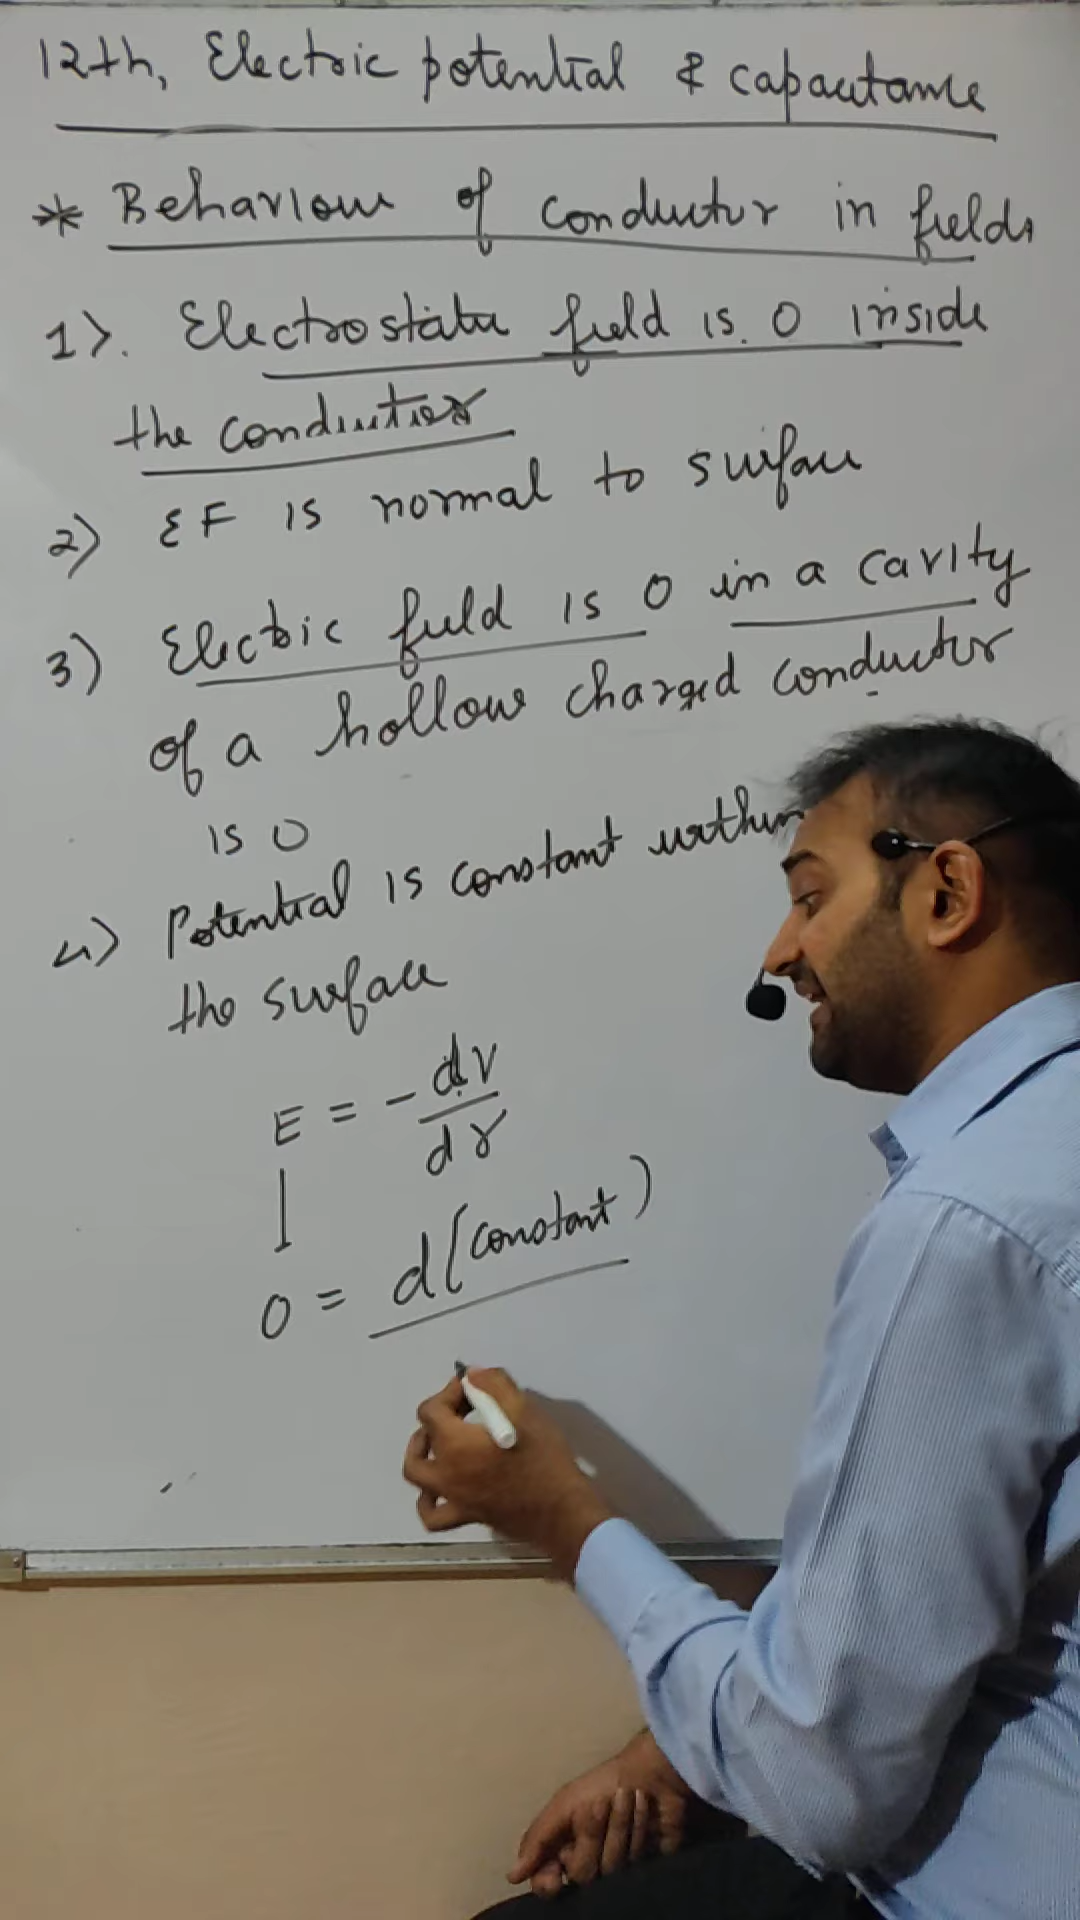 12th, Electric potential & capacitance
* Behaviour of conductor in fields
1). Electrostatic field is 0 inside
the conductor
2) EF is normal to surface
3) Electric field is 0 in a cavity
of a hollow charged conductor
is 0
4) Potential is constant within
the surface
E = -dv/dr
0 = d(constant)